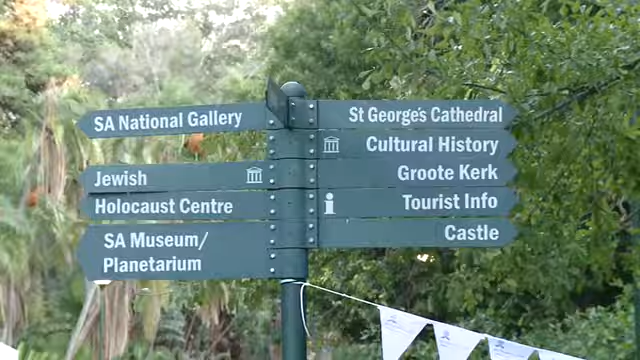 SA National Gallery
Jewish
Holocaust Centre
SA Museum/
Planetarium
St George's Cathedral
Cultural History
Groote Kerk
i Tourist Info
Castle